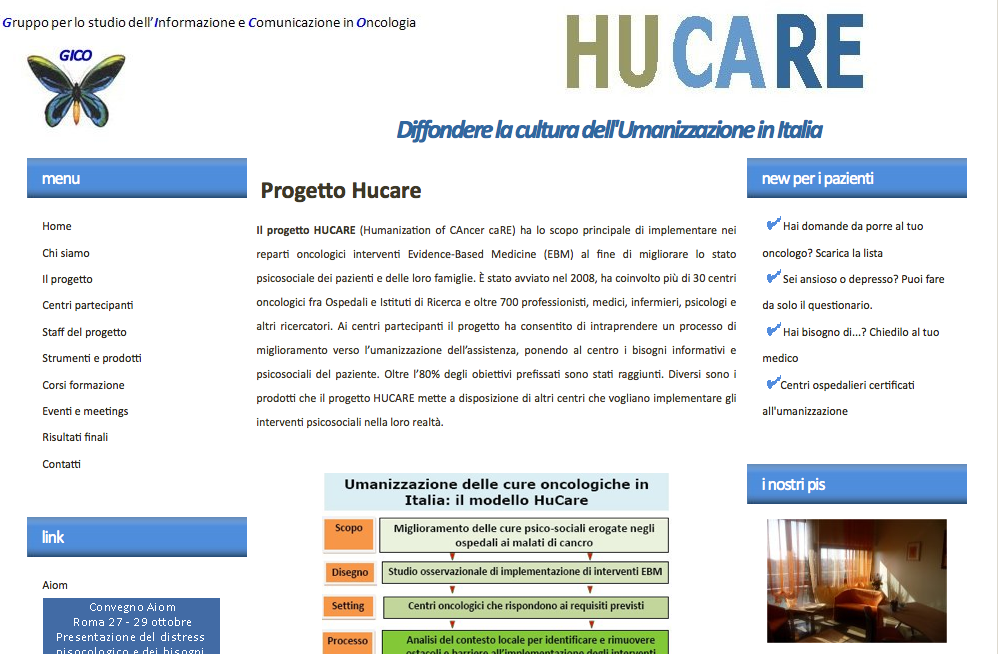 Gruppo per lo studio dell'Informazione e Comunicazione in Oncologia
GICO
HUCARE
Diffondere la cultura dell'Umanizzazione in Italia
menu
Home
Chi siamo
Il progetto
Centri partecipanti
Staff del progetto
Strumenti e prodotti
Corsi formazione
Eventi e meetings
Risultati finali
Contatti
link
Aiom
Convegno Aiom
Roma 27 - 29 ottobre
Presentazione del distress
pisocologico e dei bisogni
Progetto Hucare
Il progetto HUCARE (Humanization of CAncer caRE) ha lo scopo principale di implementare nei
reparti oncologici interventi Evidence-Based Medicine (EBM) al fine di migliorare lo stato
psicosociale dei pazienti e delle loro famiglie. È stato avviato nel 2008, ha coinvolto più di 30 centri
oncologici fra Ospedali e Istituti di Ricerca e oltre 700 professionisti, medici, infermieri, psicologi e
altri ricercatori. Ai centri partecipanti il progetto ha consentito di intraprendere un processo di
miglioramento verso l'umanizzazione dell'assistenza, ponendo al centro i bisogni informativi e
psicosociali del paziente. Oltre l'80% degli obiettivi prefissati sono stati raggiunti. Diversi sono i
prodotti che il progetto HUCARE mette a disposizione di altri centri che vogliano implementare gli
interventi psicosociali nella loro realtà.
Umanizzazione delle cure oncologiche in
Italia: il modello HuCare
Scopo
Miglioramento delle cure psico-sociali erogate negli
ospedali ai malati di cancro
Disegno
Studio osservazionale di implementazione di interventi EBM
Setting
Centri oncologici che rispondono ai requisiti previsti
Processo
Analisi del contesto locale per identificare e rimuovere
ostacoli e barriere all'implementazione degli interventi
new per i pazienti
Hai domande da porre al tuo
oncologo? Scarica la lista
Sei ansioso o depresso? Puoi fare
da solo il questionario.
Hai bisogno di...? Chiedilo al tuo
medico
Centri ospedalieri certificati
all'umanizzazione
i nostri pis